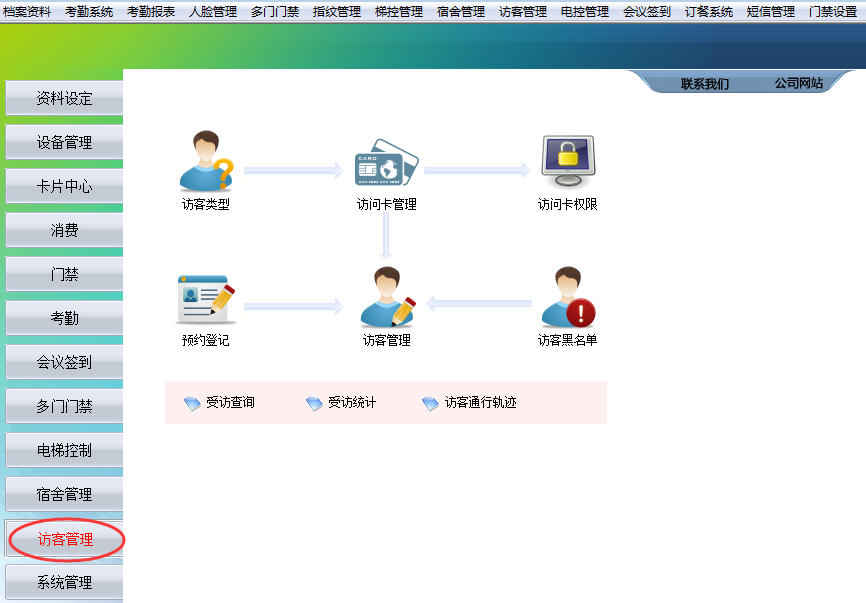 档案资料 考勤系统 考勤报表 人脸管理 多门门禁 指纹管理 梯控管理 宿舍管理 访客管理 电控管理 会议签到 订餐系统 短信管理 门禁设置
联系我们 公司网站
资料设定
设备管理
卡片中心
消费
门禁
考勤
会议签到
多门门禁
电梯控制
宿舍管理
访客管理
系统管理
CARD
访客类型 访问卡管理 访问卡权限
预约登记 访客管理 访客黑名单
受访查询 受访统计 访客通行轨迹